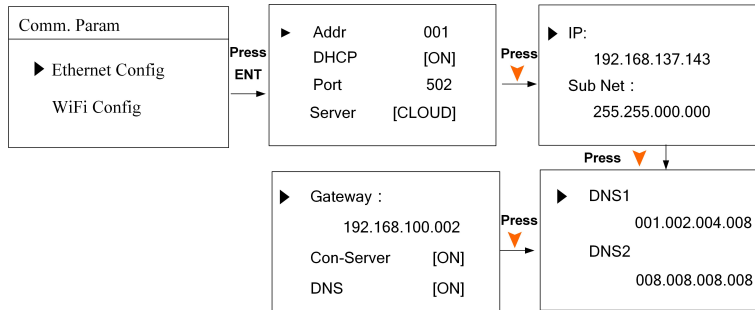 Comm. Param
Ethernet Config
WiFi Config
Press
ENT
Addr 001
DHCP [ON]
Port 502
Server [CLOUD]
Press
IP:
192.168.137.143
Sub Net :
255.255.000.000
Press
Gateway :
192.168.100.002
Con-Server [ON]
DNS [ON]
Press
DNS1
001.002.004.008
DNS2
008.008.008.008